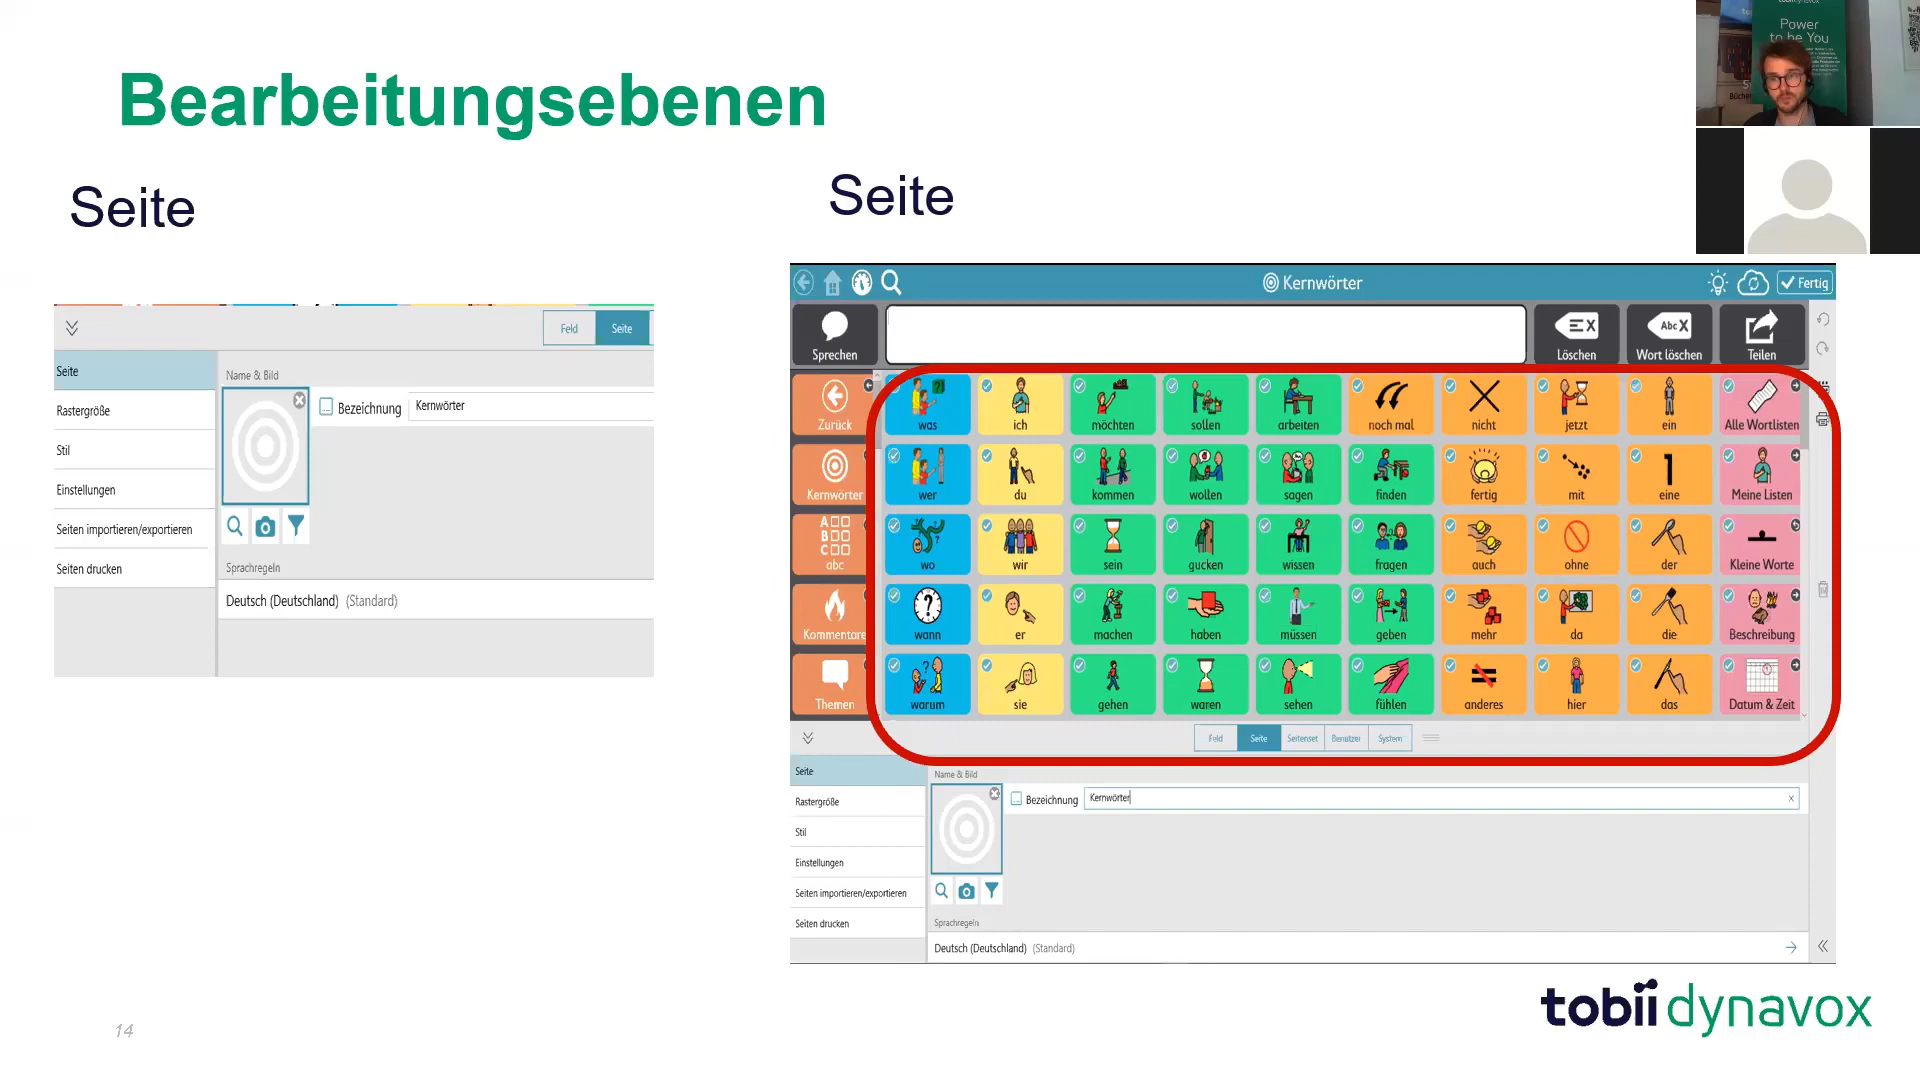 Bearbeitungsebenen
Seite
Seite
Power
to be You
Feld
Seite
Seite
Rastergröße
Stil
Einstellungen
Seiten importieren/exportieren
Seiten drucken
Name & Bild
Bezeichnung
Kernwörter
Sprachregeln
Deutsch (Deutschland) (Standard)
Kernwörter
Fertig
Sprechen
Löschen
Abc X
Wort löschen
Teilen
Zurück
was
ich
möchten
sollen
arbeiten
noch mal
nicht
jetzt
ein
Alle Wortlisten
Kernwörter
wer
du
kommen
wollen
sagen
finden
fertig
mit
eine
Meine Listen
A
B
C
abc
wo
wir
sein
gucken
wissen
fragen
auch
ohne
der
Kleine Worte
Kommentare
wann
er
machen
haben
müssen
geben
mehr
da
die
Beschreibung
Themen
warum
sie
gehen
waren
sehen
fühlen
anderes
hier
das
Datum & Zeit
Feld
Seite
Seitenset
Benutzer
System
Seite
Rastergröße
Stil
Einstellungen
Seiten importieren/exportieren
Seiten drucken
Name & Bild
Bezeichnung
Kernwörter
Sprachregeln
Deutsch (Deutschland) (Standard)
14
tobii dynavox